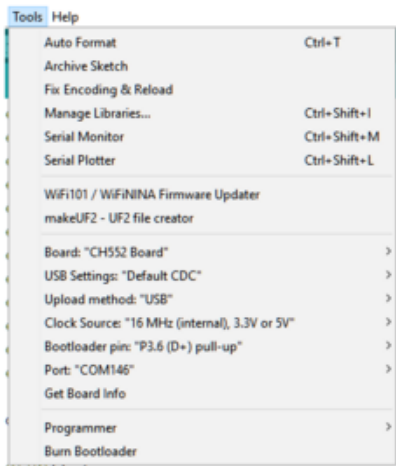 Tools Help
Auto Format Ctrl+T
Archive Sketch
Fix Encoding & Reload
Manage Libraries... Ctrl+Shift+I
Serial Monitor Ctrl+Shift+M
Serial Plotter Ctrl+Shift+L
WiFi101 / WiFiNINA Firmware Updater
makeUF2 - UF2 file creator
Board: "CH552 Board"
USB Settings: "Default CDC"
Upload method: "USB"
Clock Source: "16 MHz (internal), 3.3V or 5V"
Bootloader pin: "P3.6 (D+) pull-up"
Port: "COM146"
Get Board Info
Programmer
Burn Bootloader